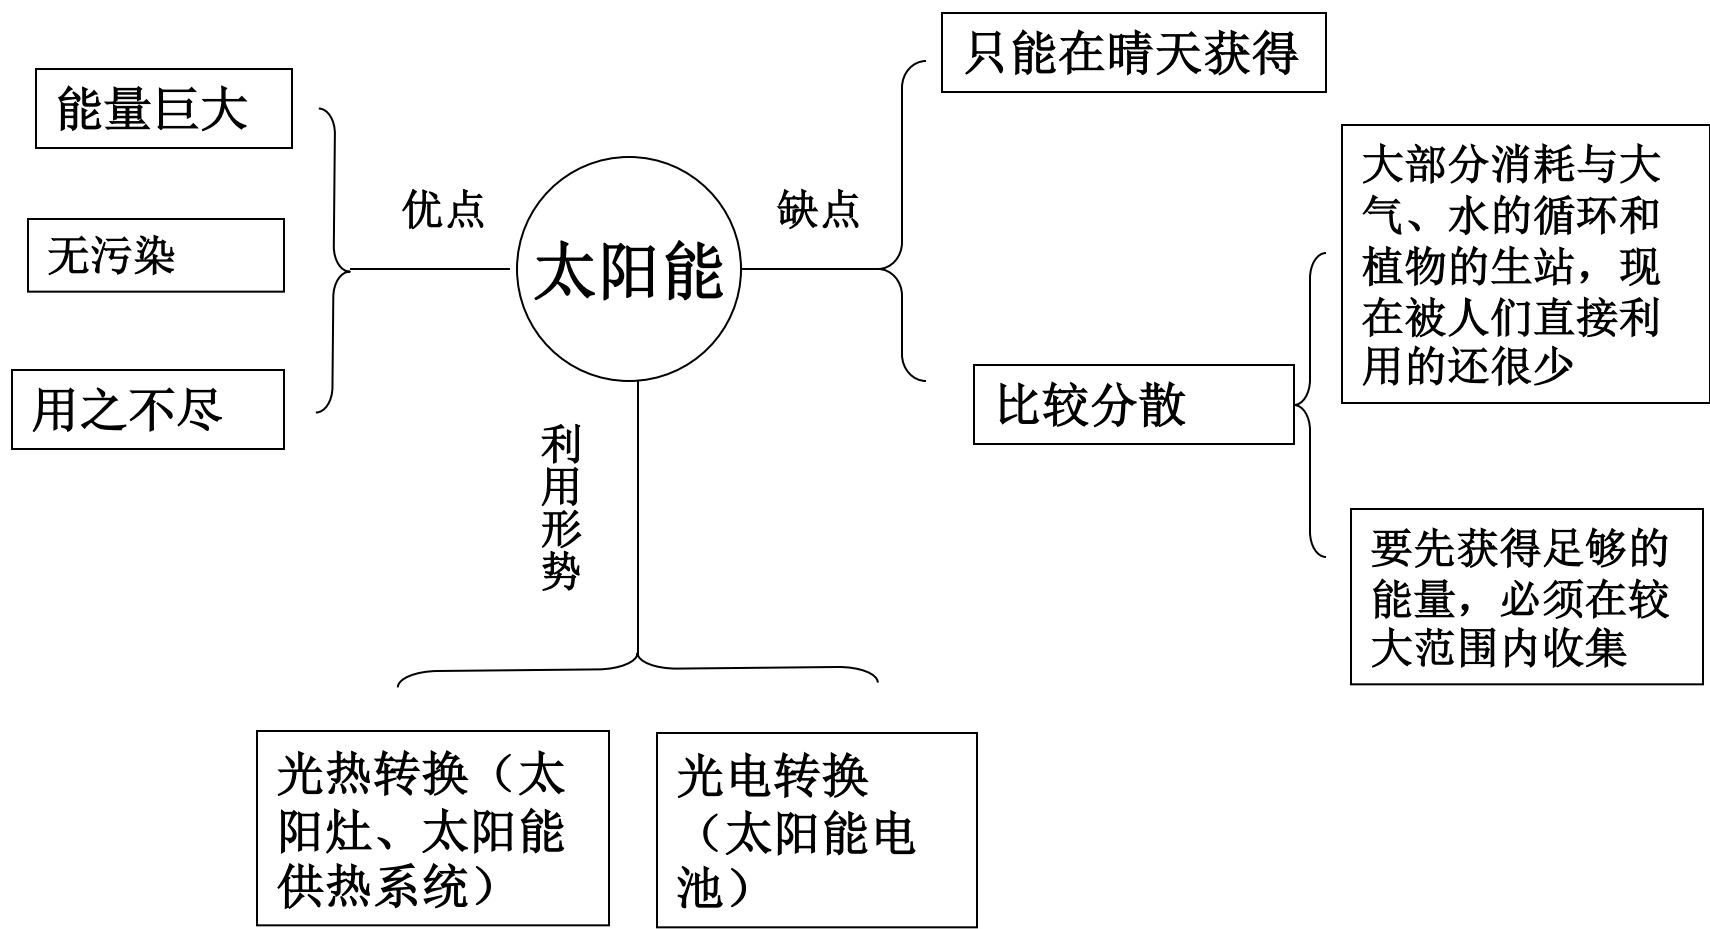 能量巨大
无污染
用之不尽
优点
太阳能
缺点
只能在晴天获得
比较分散
大部分消耗与大
气、水的循环和
植物的生站，现
在被人们直接利
用的还很少
要先获得足够的
能量，必须在较
大范围内收集
利用形势
光热转换（太
阳灶、太阳能
供热系统）
光电转换
（太阳能电
池）